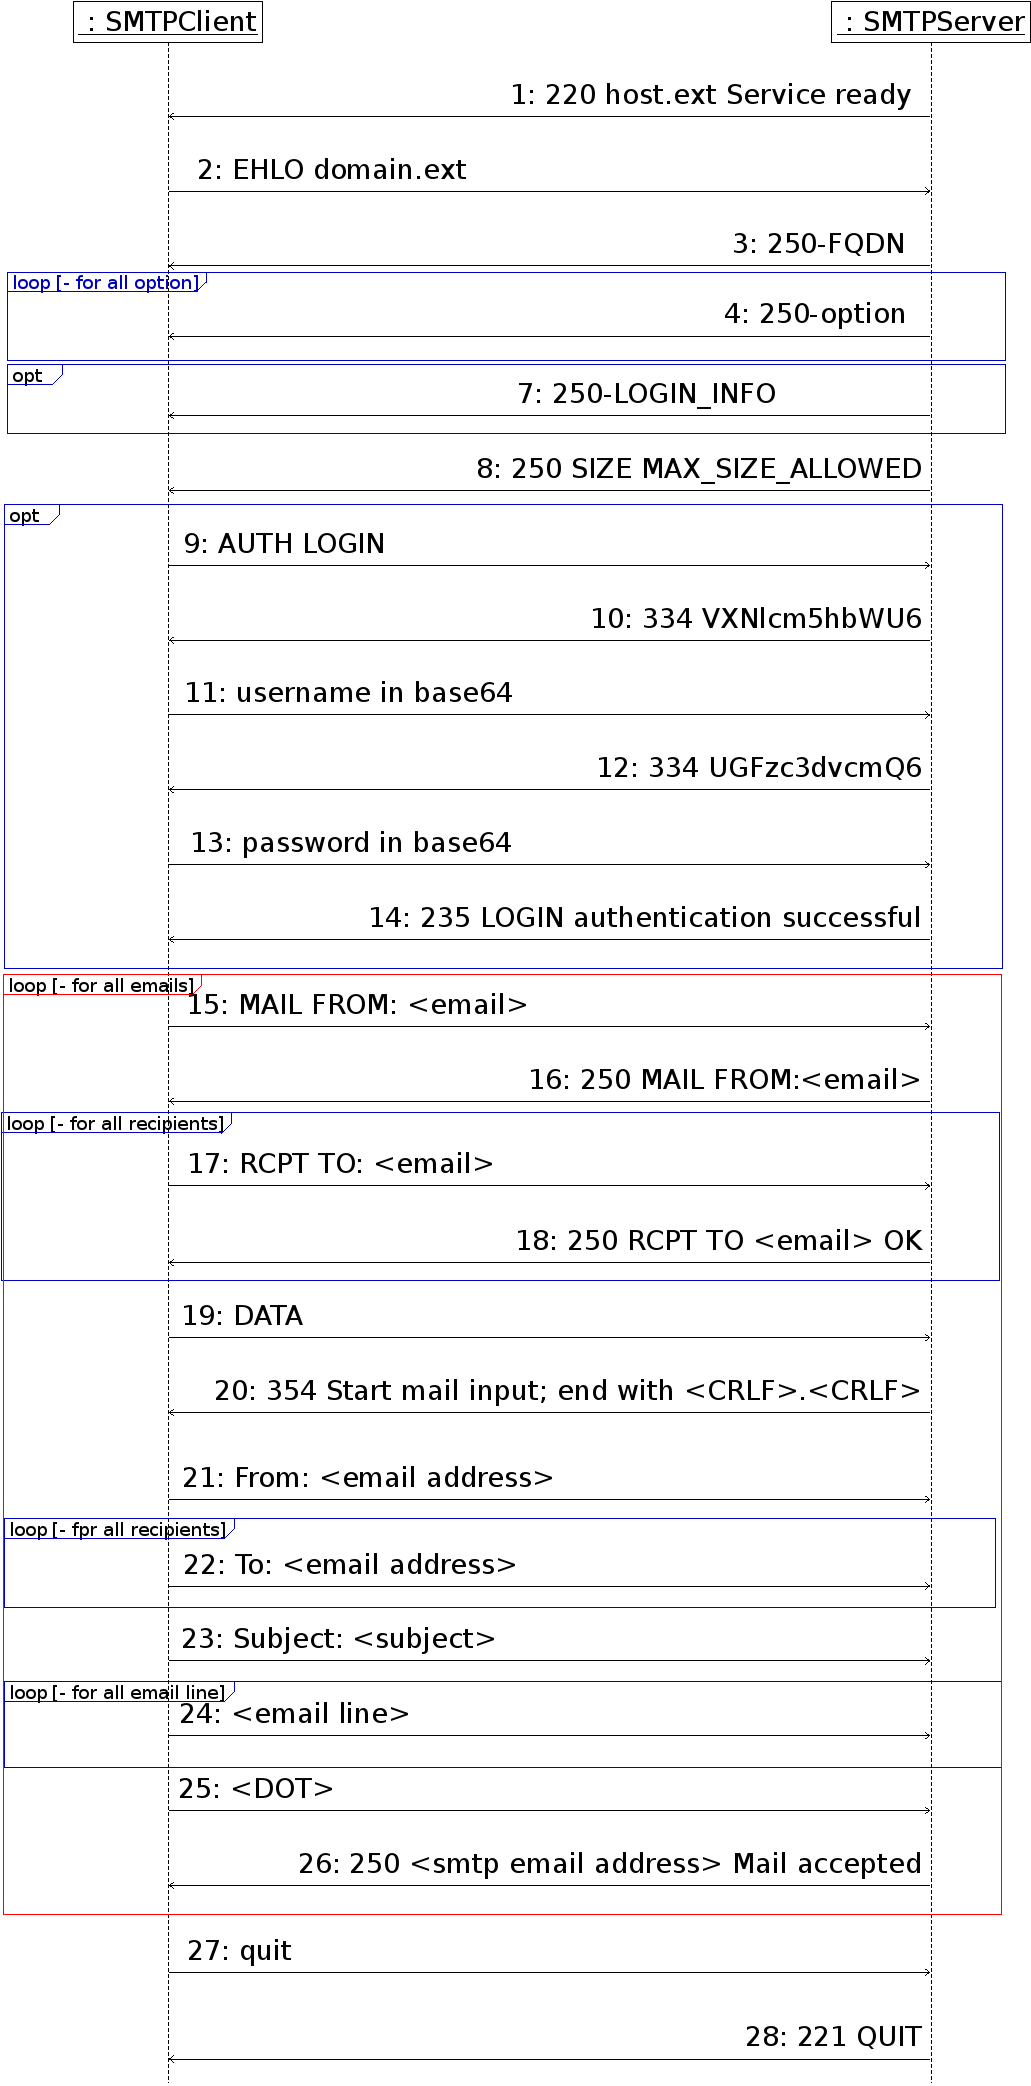 : SMTPClient
: SMTPServer
1: 220 host.ext Service ready
2: EHLO domain.ext
3: 250-FQDN
loop [- for all option]
4: 250-option
opt
7: 250-LOGIN_INFO
8: 250 SIZE MAX_SIZE_ALLOWED
opt
9: AUTH LOGIN
10: 334 VXNlcm5hbWU6
11: username in base64
12: 334 UGFzc3dvcmQ6
13: password in base64
14: 235 LOGIN authentication successful
loop [- for all emails]
15: MAIL FROM: <email>
16: 250 MAIL FROM:<email>
loop [- for all recipients]
17: RCPT TO: <email>
18: 250 RCPT TO <email> OK
19: DATA
20: 354 Start mail input; end with <CRLF>.<CRLF>
21: From: <email address>
loop [- fpr all recipients]
22: To: <email address>
23: Subject: <subject>
loop [- for all email line]
24: <email line>
25: <DOT>
26: 250 <smtp email address> Mail accepted
27: quit
28: 221 QUIT